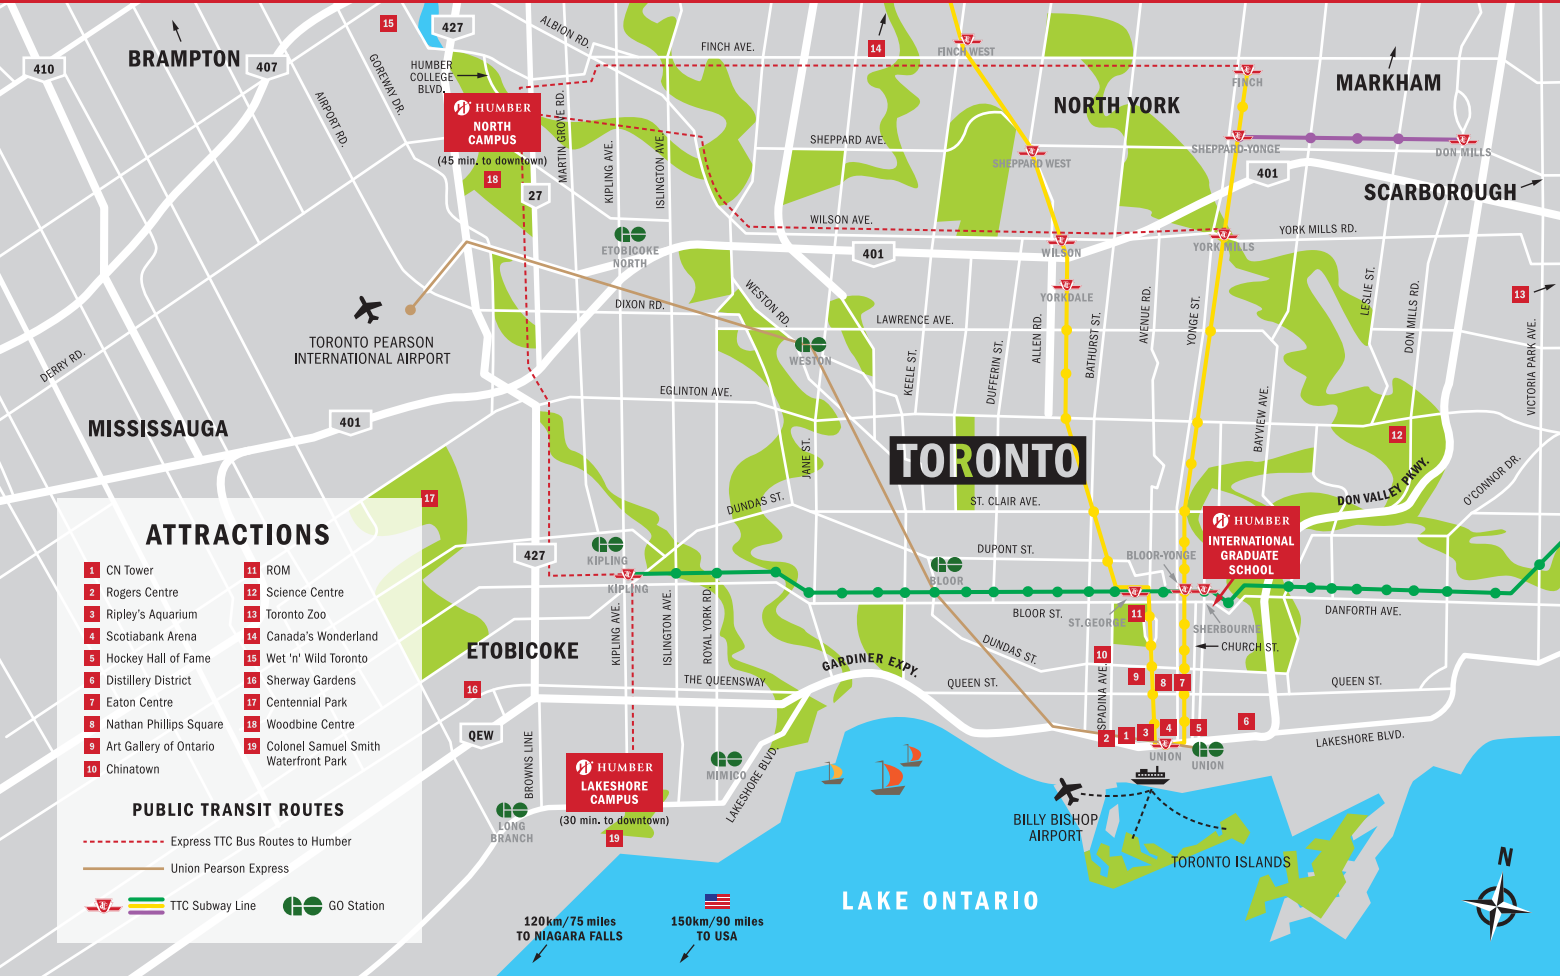 15
427
ALBION RD.
14
FINCH AVE.
FINCH WEST
BRAMPTON
410
407
GOREWAY DR.
HUMBER
COLLEGE
BLVD.
FINCH
MARKHAM
NORTH YORK
AIRPORT RD.
HUMBER
NORTH
CAMPUS
(45 min. to downtown)
18
27
MARTIN GROVE RD.
KIPLING AVE.
ISLINGTON AVE.
SHEPPARD AVE.
SHEPPARD WEST
SHEPPARD-YONGE
DON MILLS
401
SCARBOROUGH
WILSON AVE.
YORK MILLS RD.
ETOBICOKE
NORTH
401
WILSON
YORK MILLS
YORKDALE
DIXON RD.
WESTON RD.
LAWRENCE AVE.
13
LESLIE ST.
DON MILLS RD.
VICTORIA PARK AVE.
TORONTO PEARSON
INTERNATIONAL AIRPORT
WESTON
KEELE ST.
DUFFERIN ST.
ALLEN RD.
BATHURST ST.
AVENUE RD.
YONGE ST.
DERRY RD.
EGLINTON AVE.
BAYVIEW AVE.
401
MISSISSAUGA
12
JANE ST.
TORONTO
DON VALLEY PKWY.
O'CONNOR DR.
17
DUNDAS ST.
ST. CLAIR AVE.
HUMBER
INTERNATIONAL
GRADUATE
SCHOOL
427
KIPLING
KIPLING
DUPONT ST.
BLOOR-YONGE
BLOOR
BLOOR ST.
ST.GEORGE
11
SHERBOURNE
DANFORTH AVE.
KIPLING AVE.
ISLINGTON AVE.
ROYAL YORK RD.
ETOBICOKE
DUNDAS ST.
CHURCH ST.
10
GARDINER EXPY.
THE QUEENSWAY
QUEEN ST.
9
8
7
QUEEN ST.
16
SPADINA AVE.
QEW
2
1
3
4
5
6
LAKESHORE BLVD.
UNION
UNION
BROWNS LINE
HUMBER
LAKESHORE
CAMPUS
(30 min. to downtown)
19
MIMICO
LAKESHORE BLVD.
LONG
BRANCH
BILLY BISHOP
AIRPORT
TORONTO ISLANDS
LAKE ONTARIO
N
120km/75 miles
TO NIAGARA FALLS
150km/90 miles
TO USA
ATTRACTIONS
1 CN Tower
2 Rogers Centre
3 Ripley's Aquarium
4 Scotiabank Arena
5 Hockey Hall of Fame
6 Distillery District
7 Eaton Centre
8 Nathan Phillips Square
9 Art Gallery of Ontario
10 Chinatown
11 ROM
12 Science Centre
13 Toronto Zoo
14 Canada's Wonderland
15 Wet 'n' Wild Toronto
16 Sherway Gardens
17 Centennial Park
18 Woodbine Centre
19 Colonel Samuel Smith
Waterfront Park
PUBLIC TRANSIT ROUTES
Express TTC Bus Routes to Humber
Union Pearson Express
TTC Subway Line
GO Station